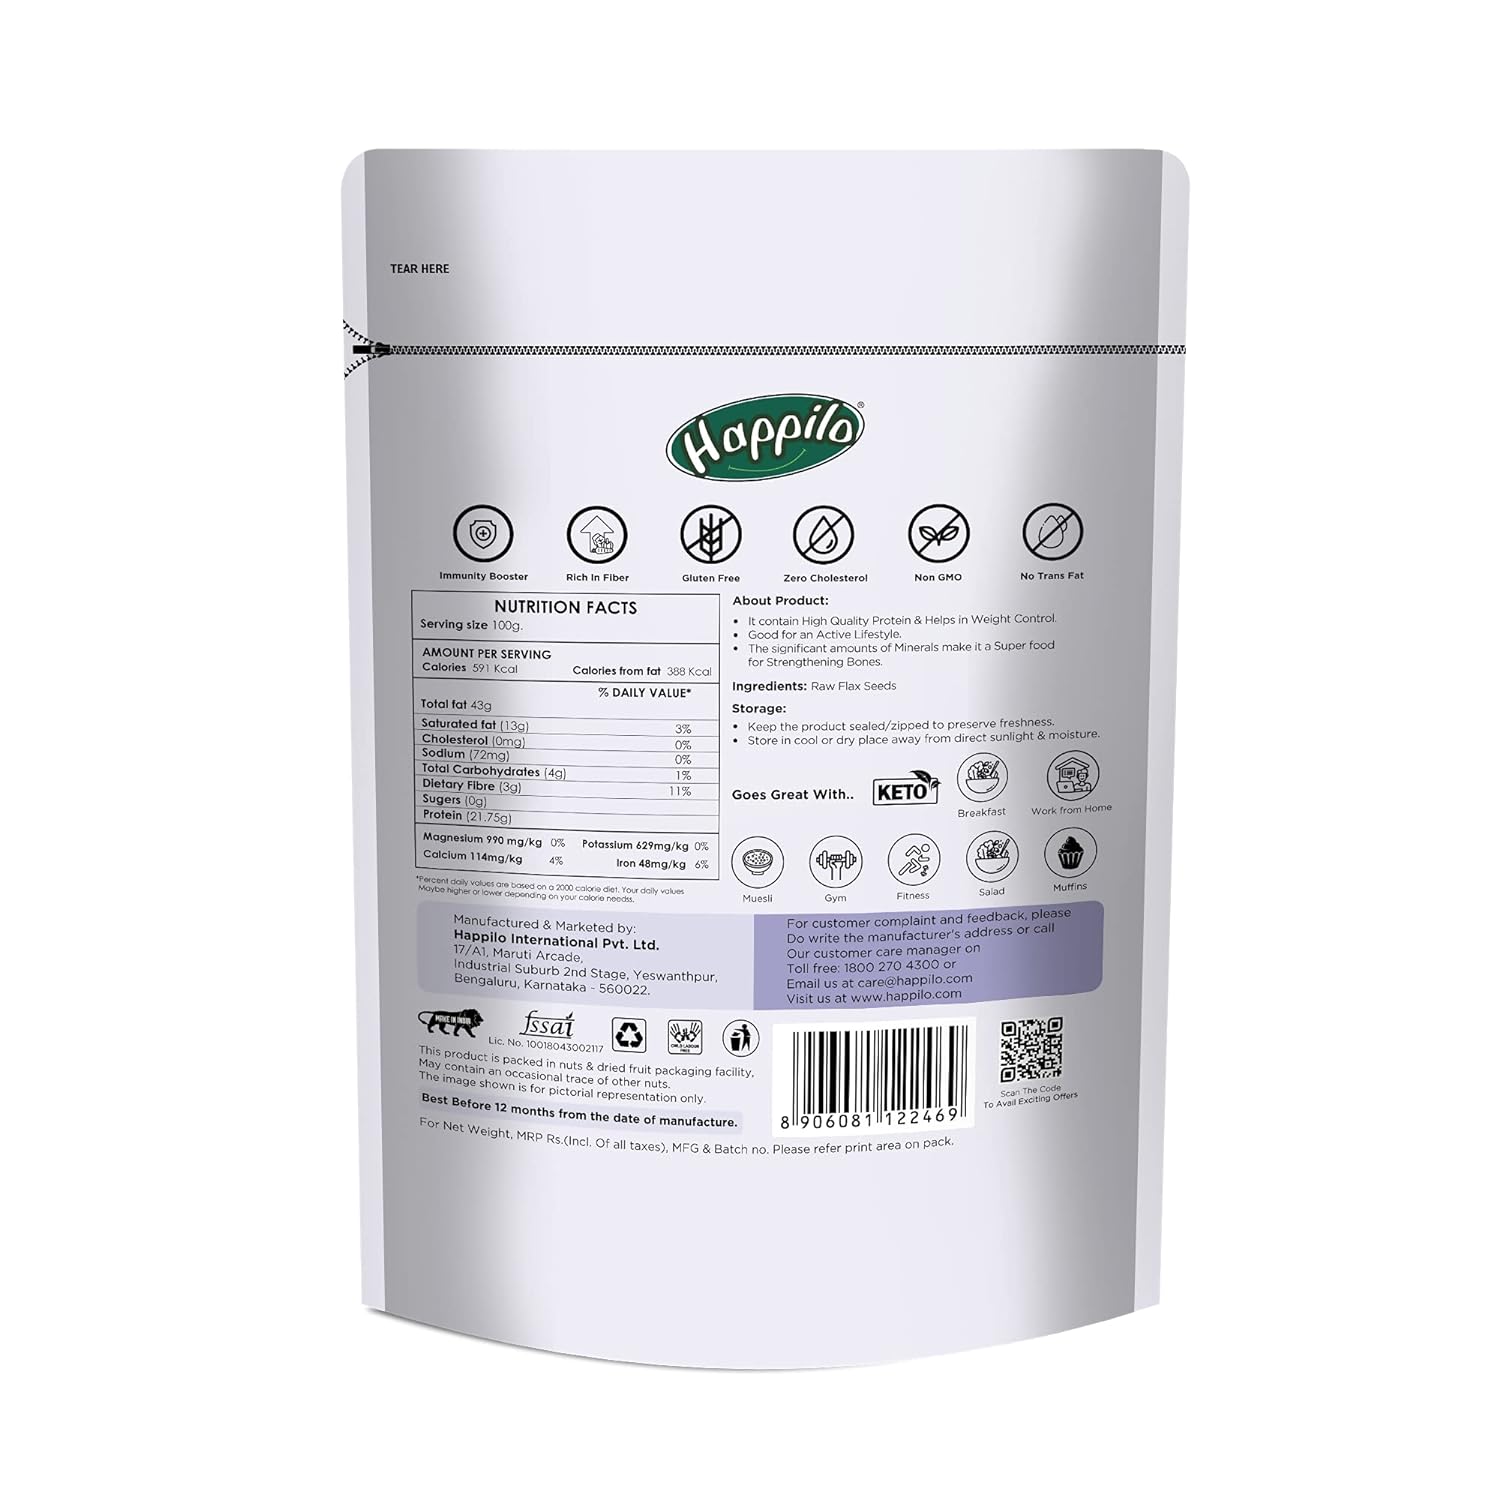 TEAR HERE
Happilo®
Immunity Booster
Rich In Fiber
Gluten Free
Zero Cholesterol
Non GMO
No Trans Fat
NUTRITION FACTS
Serving size 100g.
AMOUNT PER SERVING
Calories 591 Kcal Calories from fat 388 Kcal
% DAILY VALUE*
Total fat 43g
Saturated fat (13g) 3%
Cholesterol (0mg) 0%
Sodium (72mg) 0%
Total Carbohydrates (4g) 1%
Dietary Fibre (3g) 11%
Sugars (0g)
Protein (21.75g)
Magnesium 990 mg/kg 0% Potassium 629mg/kg 0%
Calcium 114mg/kg 4% Iron 48mg/kg 6%
*Percent daily values are based on a 2000 calorie diet. Your daily values
Maybe higher or lower depending on your calorie needss.
About Product:
• It contain High Quality Protein & Helps in Weight Control.
• Good for an Active Lifestyle.
• The significant amounts of Minerals make it a Super food
for Strengthening Bones.
Ingredients: Raw Flax Seeds
Storage:
• Keep the product sealed/zipped to preserve freshness.
• Store in cool or dry place away from direct sunlight & moisture.
Goes Great With..
KETO
Breakfast
Work from Home
Muesli
Gym
Fitness
Salad
Muffins
Manufactured & Marketed by:
Happilo International Pvt. Ltd.
17/A1, Maruti Arcade,
Industrial Suburb 2nd Stage, Yeswanthpur,
Bengaluru, Karnataka - 560022.
For customer complaint and feedback, please
Do write the manufacturer's address or call
Our customer care manager on
Toll free: 1800 270 4300 or
Email us at care@happilo.com
Visit us at www.happilo.com
MAKE IN INDIA
fssai
Lic. No. 10018043002117
CHILD LABOUR
FREE
This product is packed in nuts & dried fruit packaging facility,
May contain an occasional trace of other nuts.
The image shown is for pictorial representation only.
Best Before 12 months from the date of manufacture.
For Net Weight, MRP Rs.(Incl. Of all taxes), MFG & Batch no. Please refer print area on pack.
8 906081 122469
Scan The Code
To Avail Exciting Offers